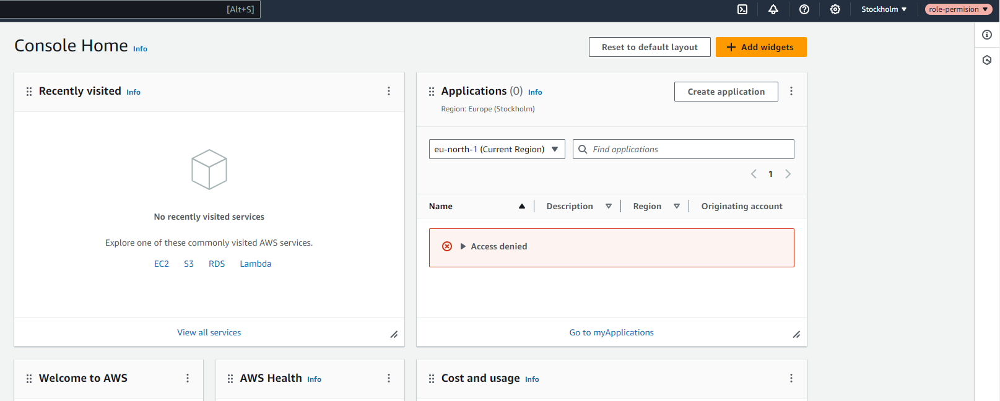 [Alt+S]
Stockholm
role-permision
Console Home Info
Reset to default layout
Add widgets
Recently visited Info
No recently visited services
Explore one of these commonly visited AWS services.
EC2 S3 RDS Lambda
View all services
Applications (0) Info
Region: Europe (Stockholm)
Create application
eu-north-1 (Current Region)
Find applications
1
Name Description Region Originating account
Access denied
Go to myApplications
Welcome to AWS
AWS Health Info
Cost and usage Info